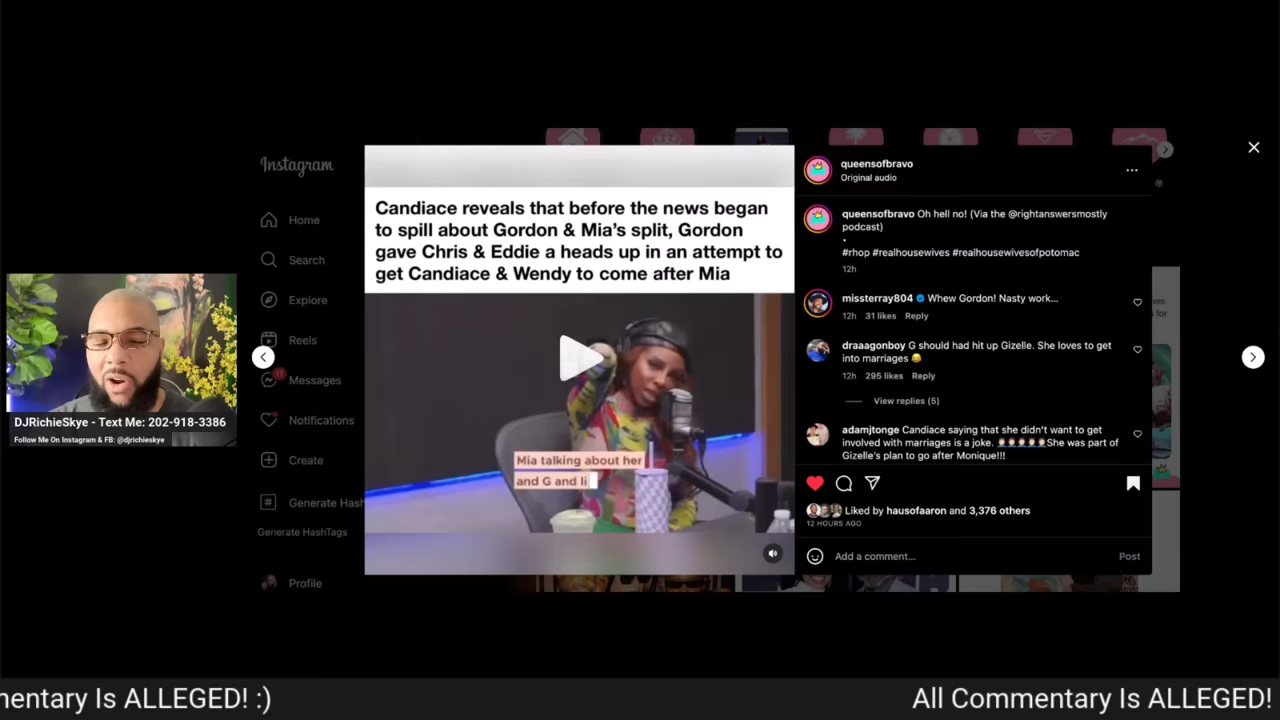 Instagram
Home
Search
Explore
Reels
Messages
Notifications
Create
Generate Hash
Generate HashTags
Profile
DJRichieSkye - Text Me: 202-918-3386
Follow Me On Instagram & FB: @djrichieskye
Candiace reveals that before the news began
to spill about Gordon & Mia's split, Gordon
gave Chris & Eddie a heads up in an attempt to
get Candiace & Wendy to come after Mia
Mia talking about her
and G and li
queensofbravo
Original audio
queensofbravo Oh hell no! (Via the @rightanswersmostly
podcast)
.
#rhop #realhousewives #realhousewivesofpotomac
12h
missterray804 Whew Gordon! Nasty work...
12h 31 likes Reply
draaagonboy G should had hit up Gizelle. She loves to get
into marriages 😂
12h 295 likes Reply
View replies (5)
adamjtonge Candiace saying that she didn't want to get
involved with marriages is a joke. 🤦🏻‍♂️🤦🏻‍♂️🤦🏻‍♂️🤦🏻‍♂️🤦🏻‍♂️She was part of
Gizelle's plan to go after Monique!!!
Liked by hausofaaron and 3,376 others
12 HOURS AGO
Add a comment... Post
mentary Is ALLEGED! :)
All Commentary Is ALLEGED!